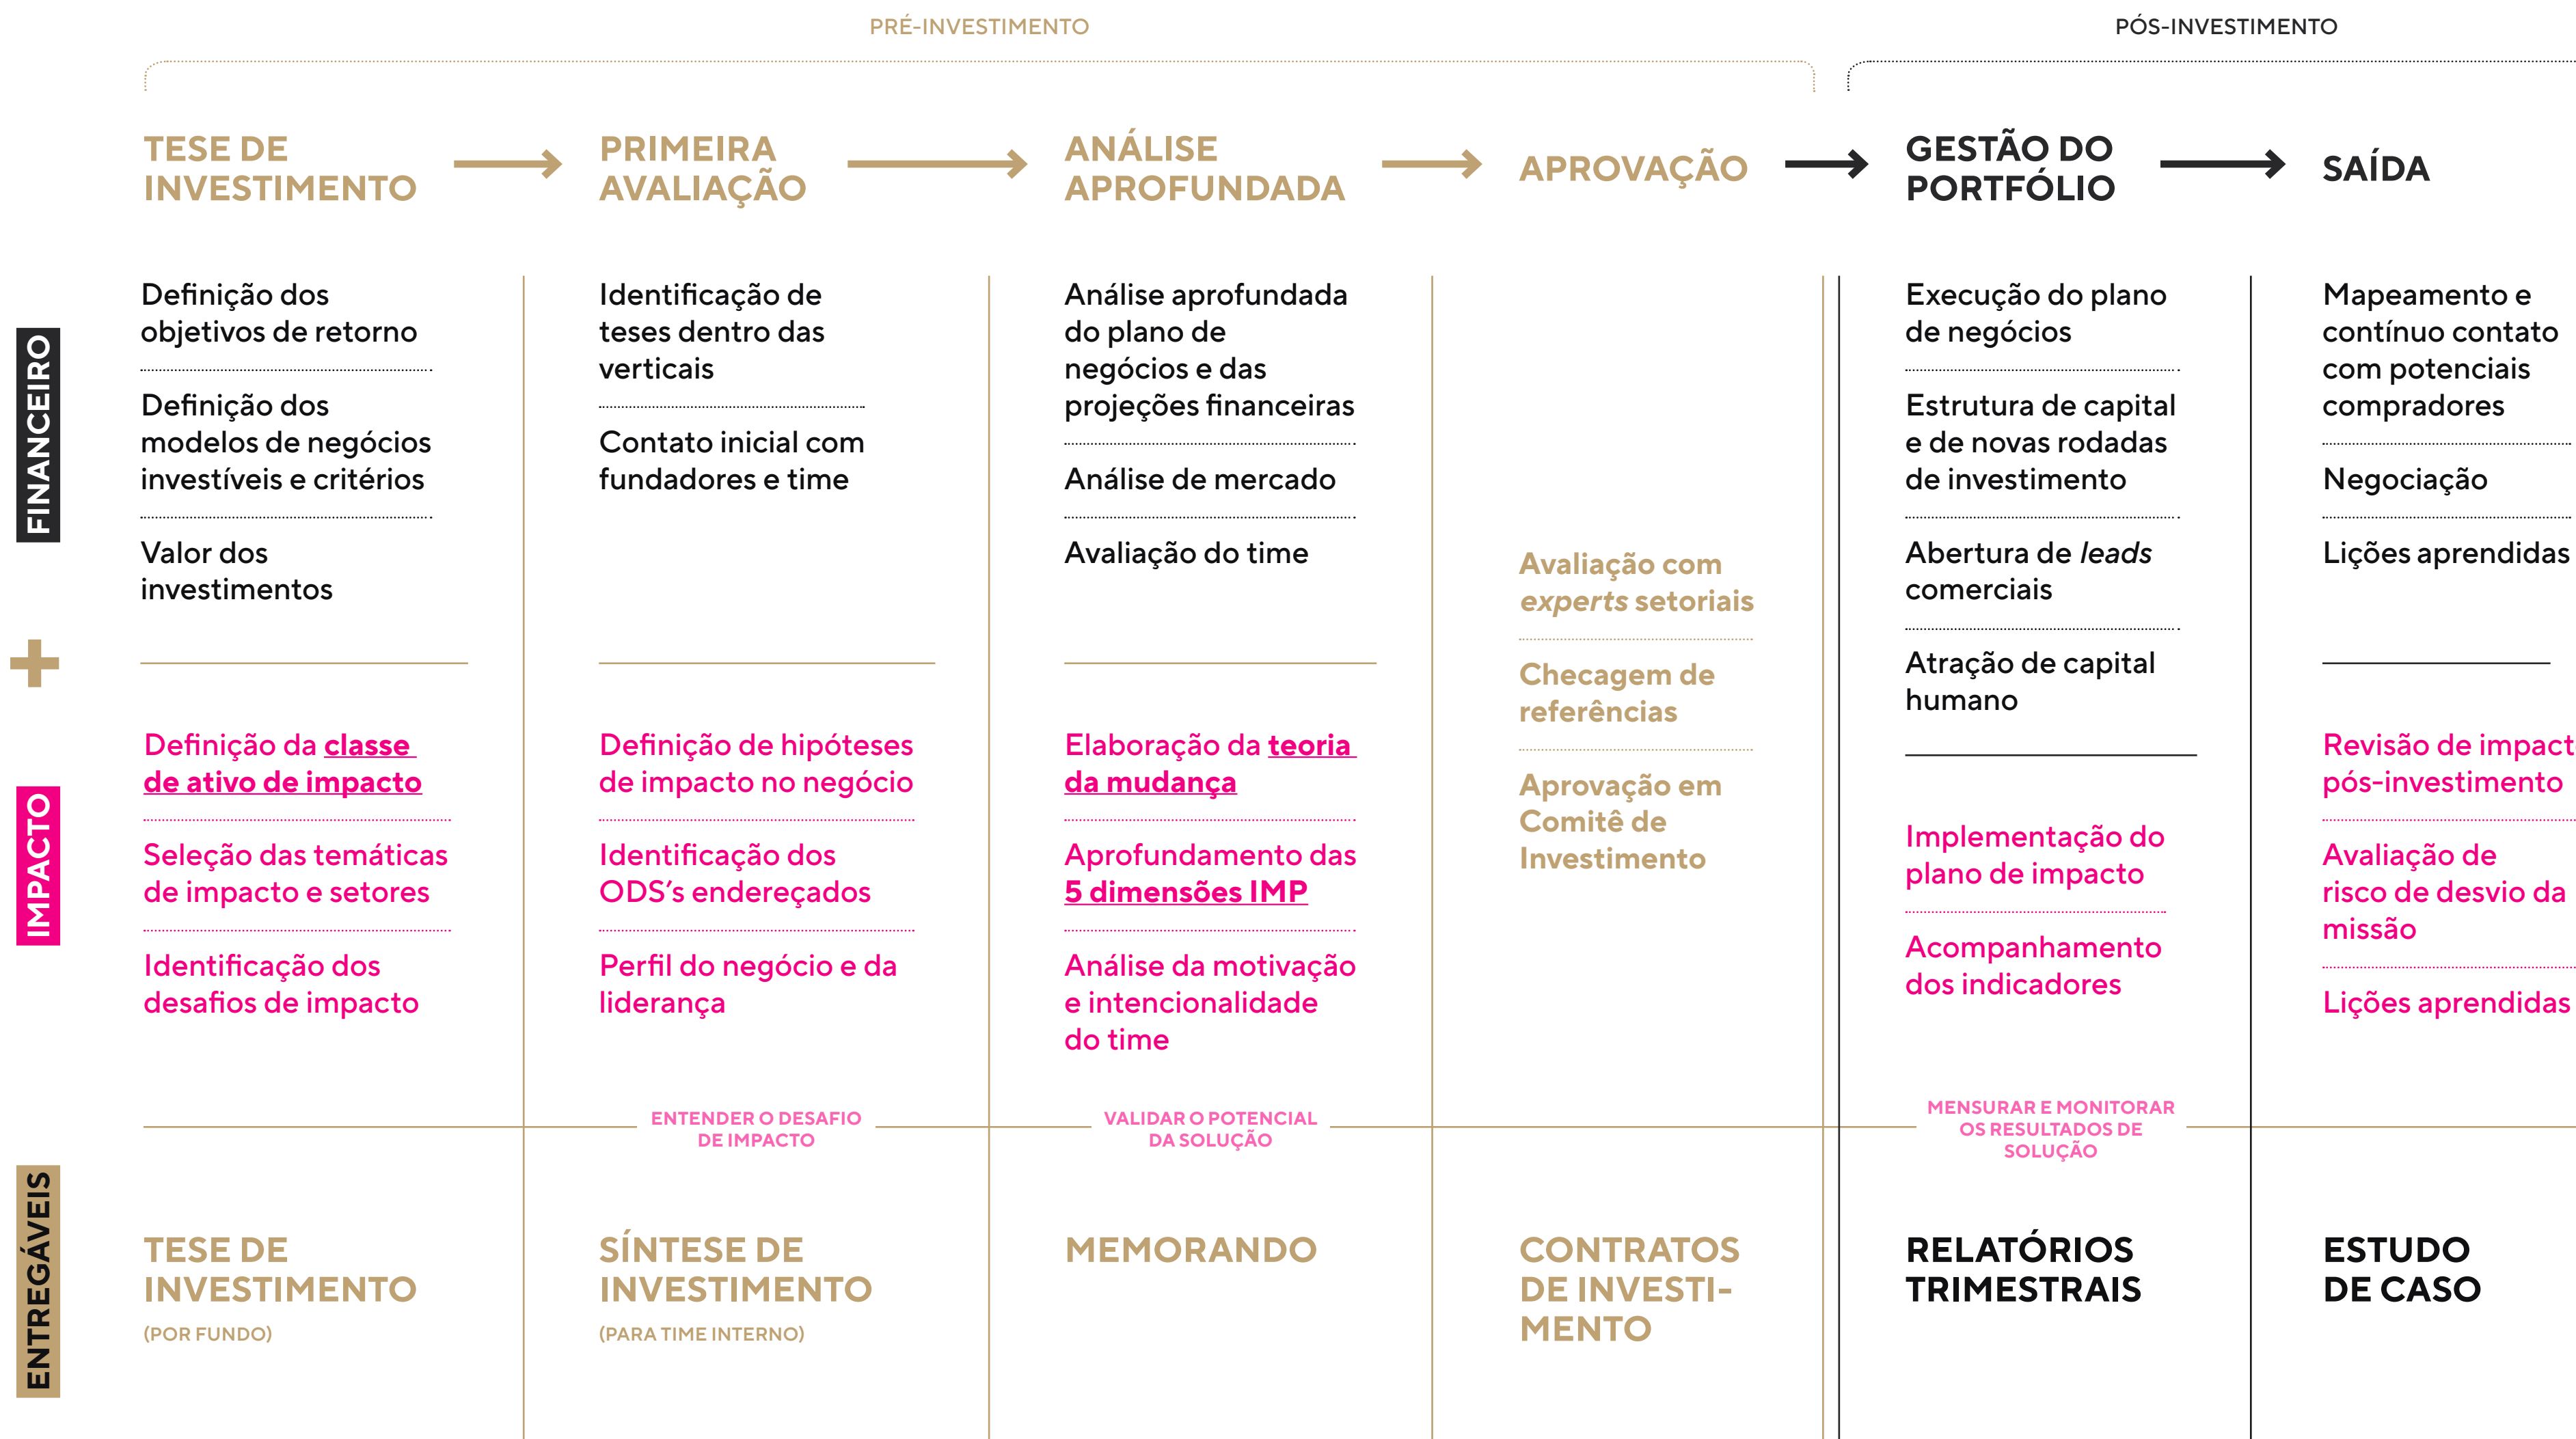 PRÉ-INVESTIMENTO
PÓS-INVESTIMENTO
TESE DE
INVESTIMENTO
PRIMEIRA
AVALIAÇÃO
ANÁLISE
APROFUNDADA
APROVAÇÃO
GESTÃO DO
PORTFÓLIO
SAÍDA
FINANCEIRO
Definição dos
objetivos de retorno
Definição dos
modelos de negócios
investíveis e critérios
Valor dos
investimentos
Identificação de
teses dentro das
verticais
Contato inicial com
fundadores e time
Análise aprofundada
do plano de
negócios e das
projeções financeiras
Análise de mercado
Avaliação do time
Avaliação com
experts setoriais
Checagem de
referências
Aprovação em
Comitê de
Investimento
Execução do plano
de negócios
Estrutura de capital
e de novas rodadas
de investimento
Abertura de leads
comerciais
Atração de capital
humano
Mapeamento e
contínuo contato
com potenciais
compradores
Negociação
Lições aprendidas
+
IMPACTO
Definição da classe
de ativo de impacto
Seleção das temáticas
de impacto e setores
Identificação dos
desafios de impacto
Definição de hipóteses
de impacto no negócio
Identificação dos
ODS’s endereçados
Perfil do negócio e da
liderança
Elaboração da teoria
da mudança
Aprofundamento das
5 dimensões IMP
Análise da motivação
e intencionalidade
do time
Implementação do
plano de impacto
Acompanhamento
dos indicadores
Revisão de impact
pós-investimento
Avaliação de
risco de desvio da
missão
Lições aprendidas
ENTENDER O DESAFIO
DE IMPACTO
VALIDAR O POTENCIAL
DA SOLUÇÃO
MENSURAR E MONITORAR
OS RESULTADOS DE
SOLUÇÃO
ENTREGÁVEIS
TESE DE
INVESTIMENTO
(POR FUNDO)
SÍNTESE DE
INVESTIMENTO
(PARA TIME INTERNO)
MEMORANDO
CONTRATOS
DE INVESTI-
MENTO
RELATÓRIOS
TRIMESTRAIS
ESTUDO
DE CASO